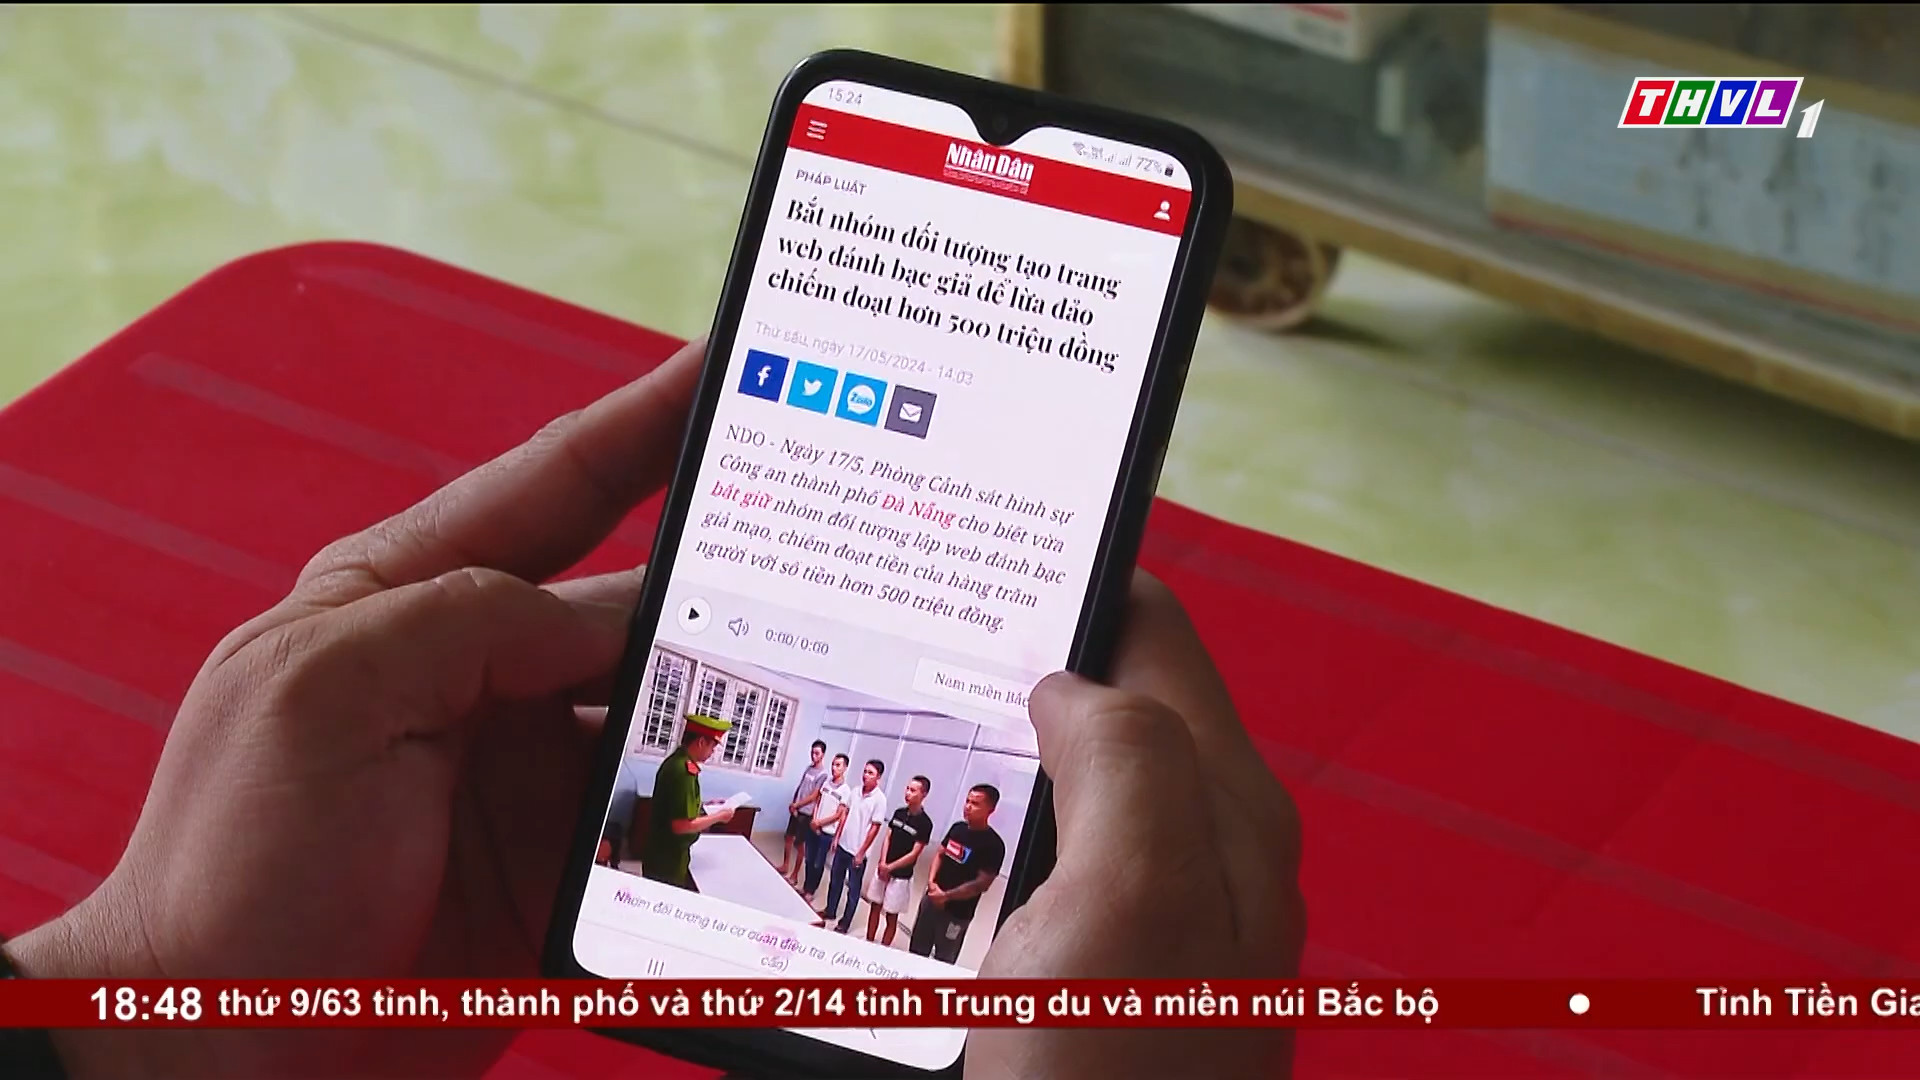 THVL1
15:24
72%
Nhân Dân
PHÁP LUẬT
Bắt nhóm đối tượng tạo trang
web đánh bạc giả để lừa đảo
chiếm đoạt hơn 500 triệu đồng
Thứ sáu, ngày 17/05/2024 - 14:03
Zalo
NDO - Ngày 17/5, Phòng Cảnh sát hình sự
Công an thành phố Đà Nẵng cho biết vừa
bắt giữ nhóm đối tượng lập web đánh bạc
giả mạo, chiếm đoạt tiền của hàng trăm
người với số tiền hơn 500 triệu đồng.
0:00/0:00
Nam miền Bắc
Nhóm đối tượng tại cơ quan điều tra. (Ảnh: Công an
cấp)
18:48 thứ 9/63 tỉnh, thành phố và thứ 2/14 tỉnh Trung du và miền núi Bắc bộ
Tỉnh Tiền Gia